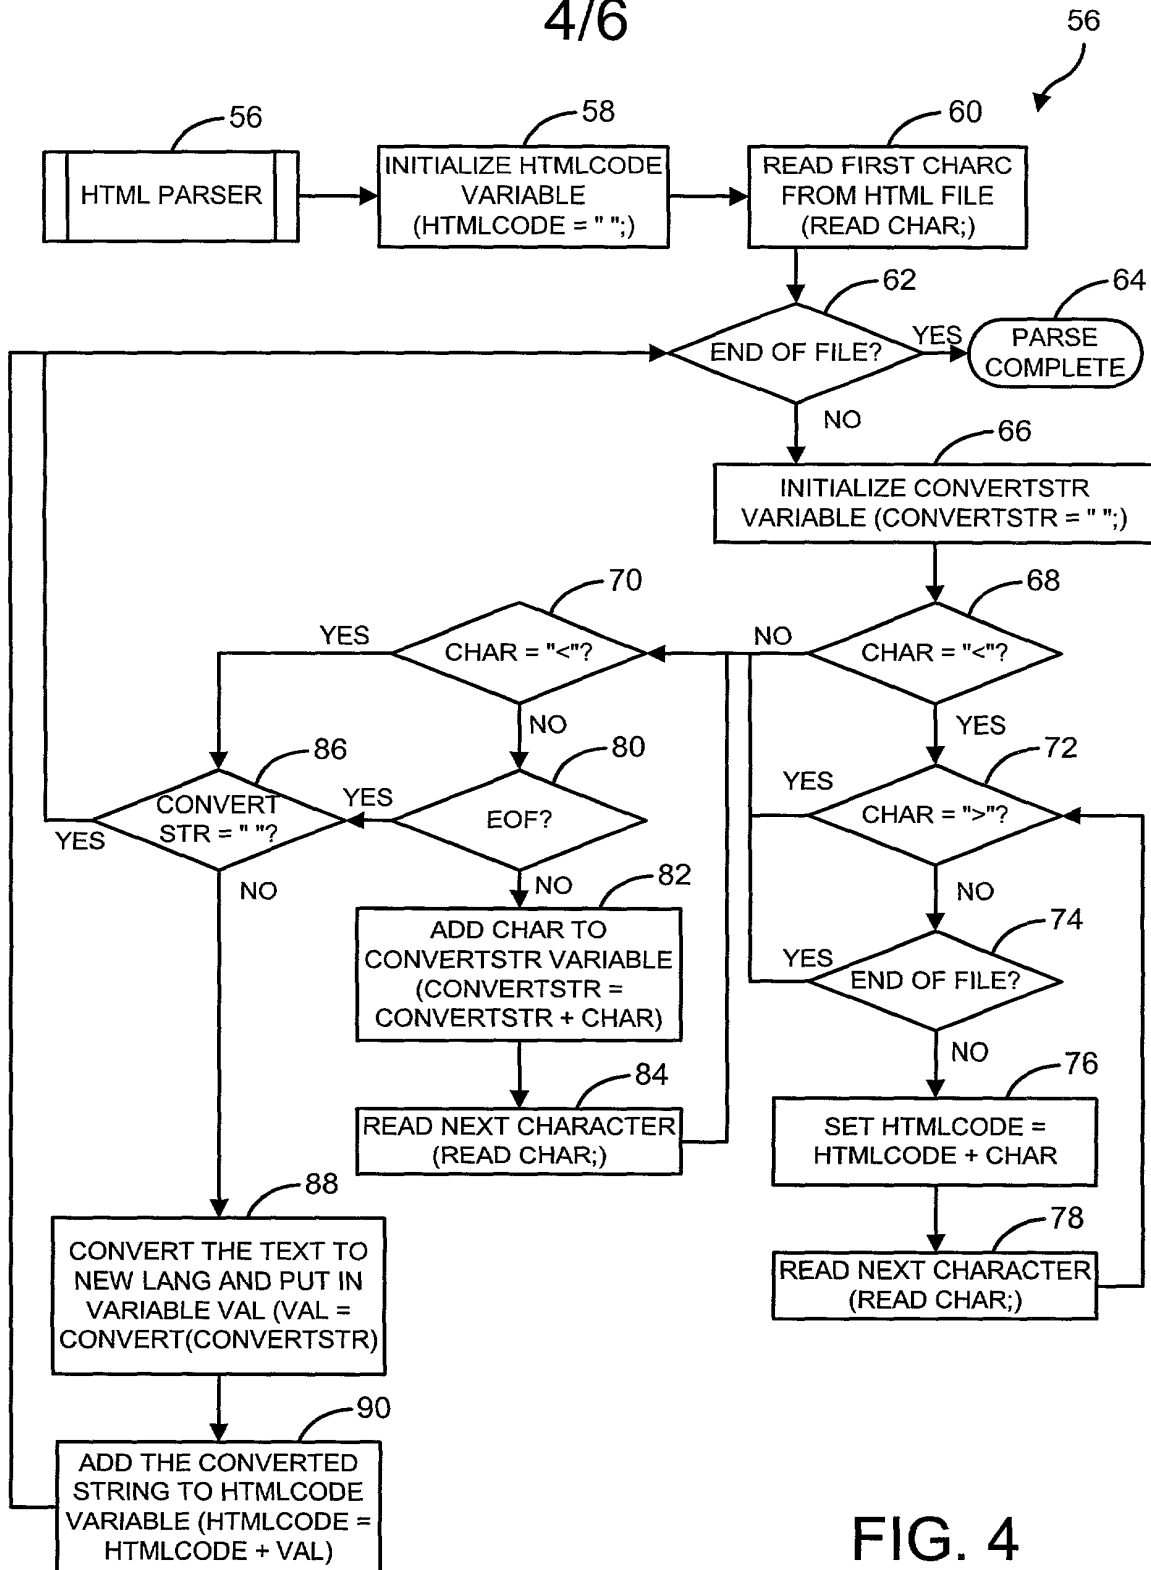 4/6
56
56
58
60
HTML PARSER
INITIALIZE HTMLCODE
VARIABLE
(HTMLCODE = " ";)
READ FIRST CHARC
FROM HTML FILE
(READ CHAR;)
62
64
END OF FILE?
YES
PARSE
COMPLETE
NO
66
INITIALIZE CONVERTSTR
VARIABLE (CONVERTSTR = " ";)
70
68
YES
CHAR = "<"?
NO
CHAR = "<"?
NO
YES
86
80
72
CONVERT
STR = " "?
YES
YES
EOF?
YES
CHAR = ">"?
NO
NO
NO
82
ADD CHAR TO
CONVERTSTR VARIABLE
(CONVERTSTR =
CONVERTSTR + CHAR)
74
YES
END OF FILE?
NO
84
READ NEXT CHARACTER
(READ CHAR;)
76
SET HTMLCODE =
HTMLCODE + CHAR
88
CONVERT THE TEXT TO
NEW LANG AND PUT IN
VARIABLE VAL (VAL =
CONVERT(CONVERTSTR)
78
READ NEXT CHARACTER
(READ CHAR;)
90
ADD THE CONVERTED
STRING TO HTMLCODE
VARIABLE (HTMLCODE =
HTMLCODE + VAL)
FIG. 4